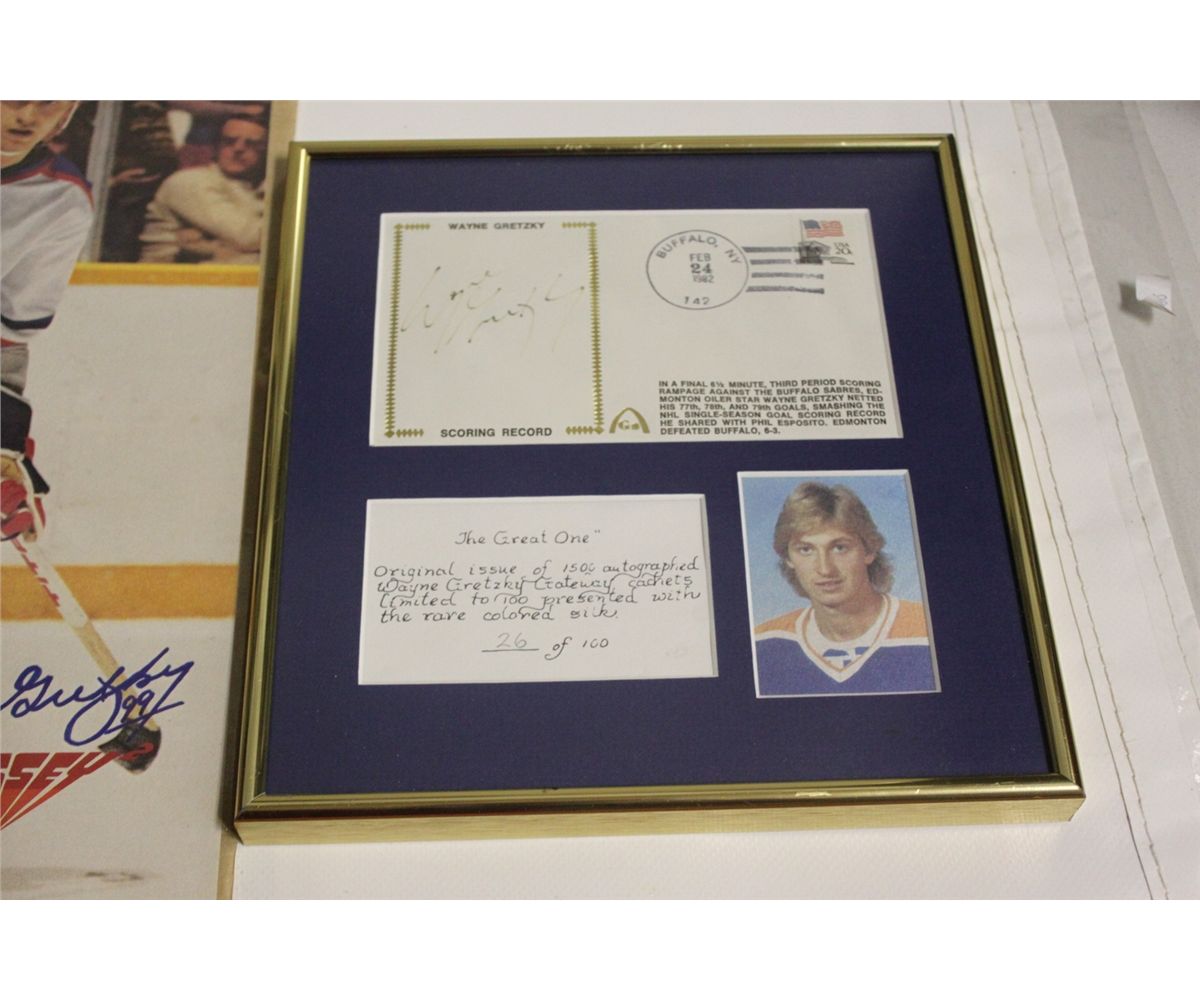 WAYNE GRETZKY
Wayne Gretzky
SCORING RECORD
BUFFALO, NY
FEB
24
1982
142
USA
20c
IN A FINAL 6½ MINUTE, THIRD PERIOD SCORING
RAMPAGE AGAINST THE BUFFALO SABRES, ED-
MONTON OILER STAR WAYNE GRETZKY NETTED
HIS 77th, 78th, AND 79th GOALS, SMASHING THE
NHL SINGLE-SEASON GOAL SCORING RECORD
HE SHARED WITH PHIL ESPOSITO. EDMONTON
DEFEATED BUFFALO, 6-3.
The Great One"
Original issue of 1500 autographed
Wayne Gretzky Gateway cachets
limited to 100 presented with
the rare colored silk.
26 of 100
Gretzky 99
SSEY2